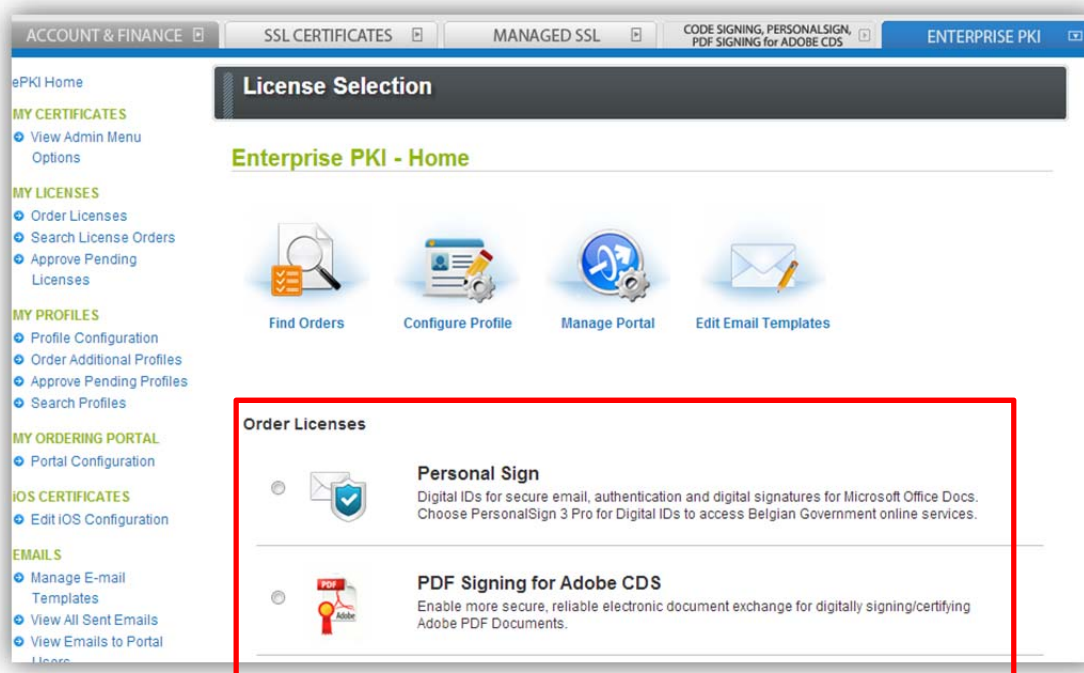 ACCOUNT & FINANCE
SSL CERTIFICATES
MANAGED SSL
CODE SIGNING, PERSONALSIGN,
PDF SIGNING for ADOBE CDS
ENTERPRISE PKI
ePKI Home
MY CERTIFICATES
View Admin Menu
Options
MY LICENSES
Order Licenses
Search License Orders
Approve Pending
Licenses
MY PROFILES
Profile Configuration
Order Additional Profiles
Approve Pending Profiles
Search Profiles
MY ORDERING PORTAL
Portal Configuration
iOS CERTIFICATES
Edit iOS Configuration
EMAILS
Manage E-mail
Templates
View All Sent Emails
View Emails to Portal
Users
License Selection
Enterprise PKI - Home
Find Orders
Configure Profile
Manage Portal
Edit Email Templates
Order Licenses
Personal Sign
Digital IDs for secure email, authentication and digital signatures for Microsoft Office Docs.
Choose PersonalSign 3 Pro for Digital IDs to access Belgian Government online services.
PDF
Adobe
PDF Signing for Adobe CDS
Enable more secure, reliable electronic document exchange for digitally signing/certifying
Adobe PDF Documents.